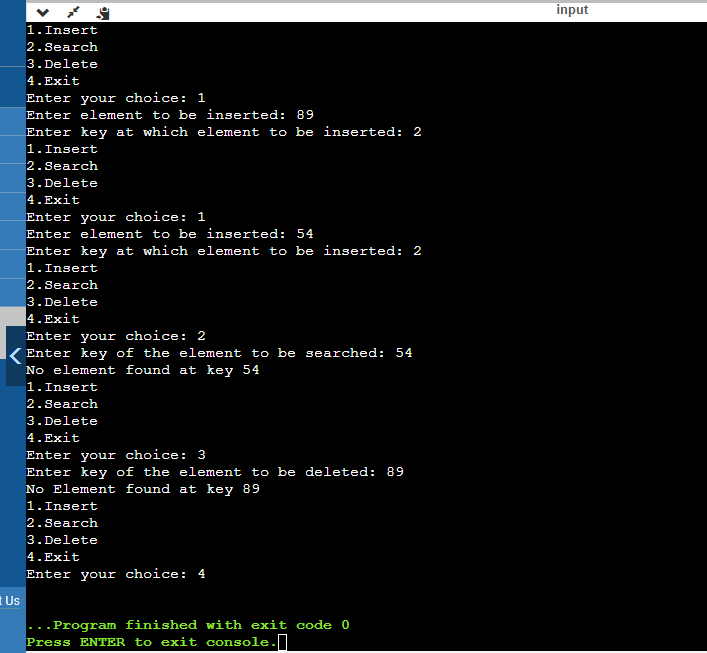 input
1.Insert
2.Search
3.Delete
4.Exit
Enter your choice: 1
Enter element to be inserted: 89
Enter key at which element to be inserted: 2
1.Insert
2.Search
3.Delete
4.Exit
Enter your choice: 1
Enter element to be inserted: 54
Enter key at which element to be inserted: 2
1.Insert
2.Search
3.Delete
4.Exit
Enter your choice: 2
Enter key of the element to be searched: 54
No element found at key 54
1.Insert
2.Search
3.Delete
4.Exit
Enter your choice: 3
Enter key of the element to be deleted: 89
No Element found at key 89
1.Insert
2.Search
3.Delete
4.Exit
Enter your choice: 4
t Us
...Program finished with exit code 0
Press ENTER to exit console.